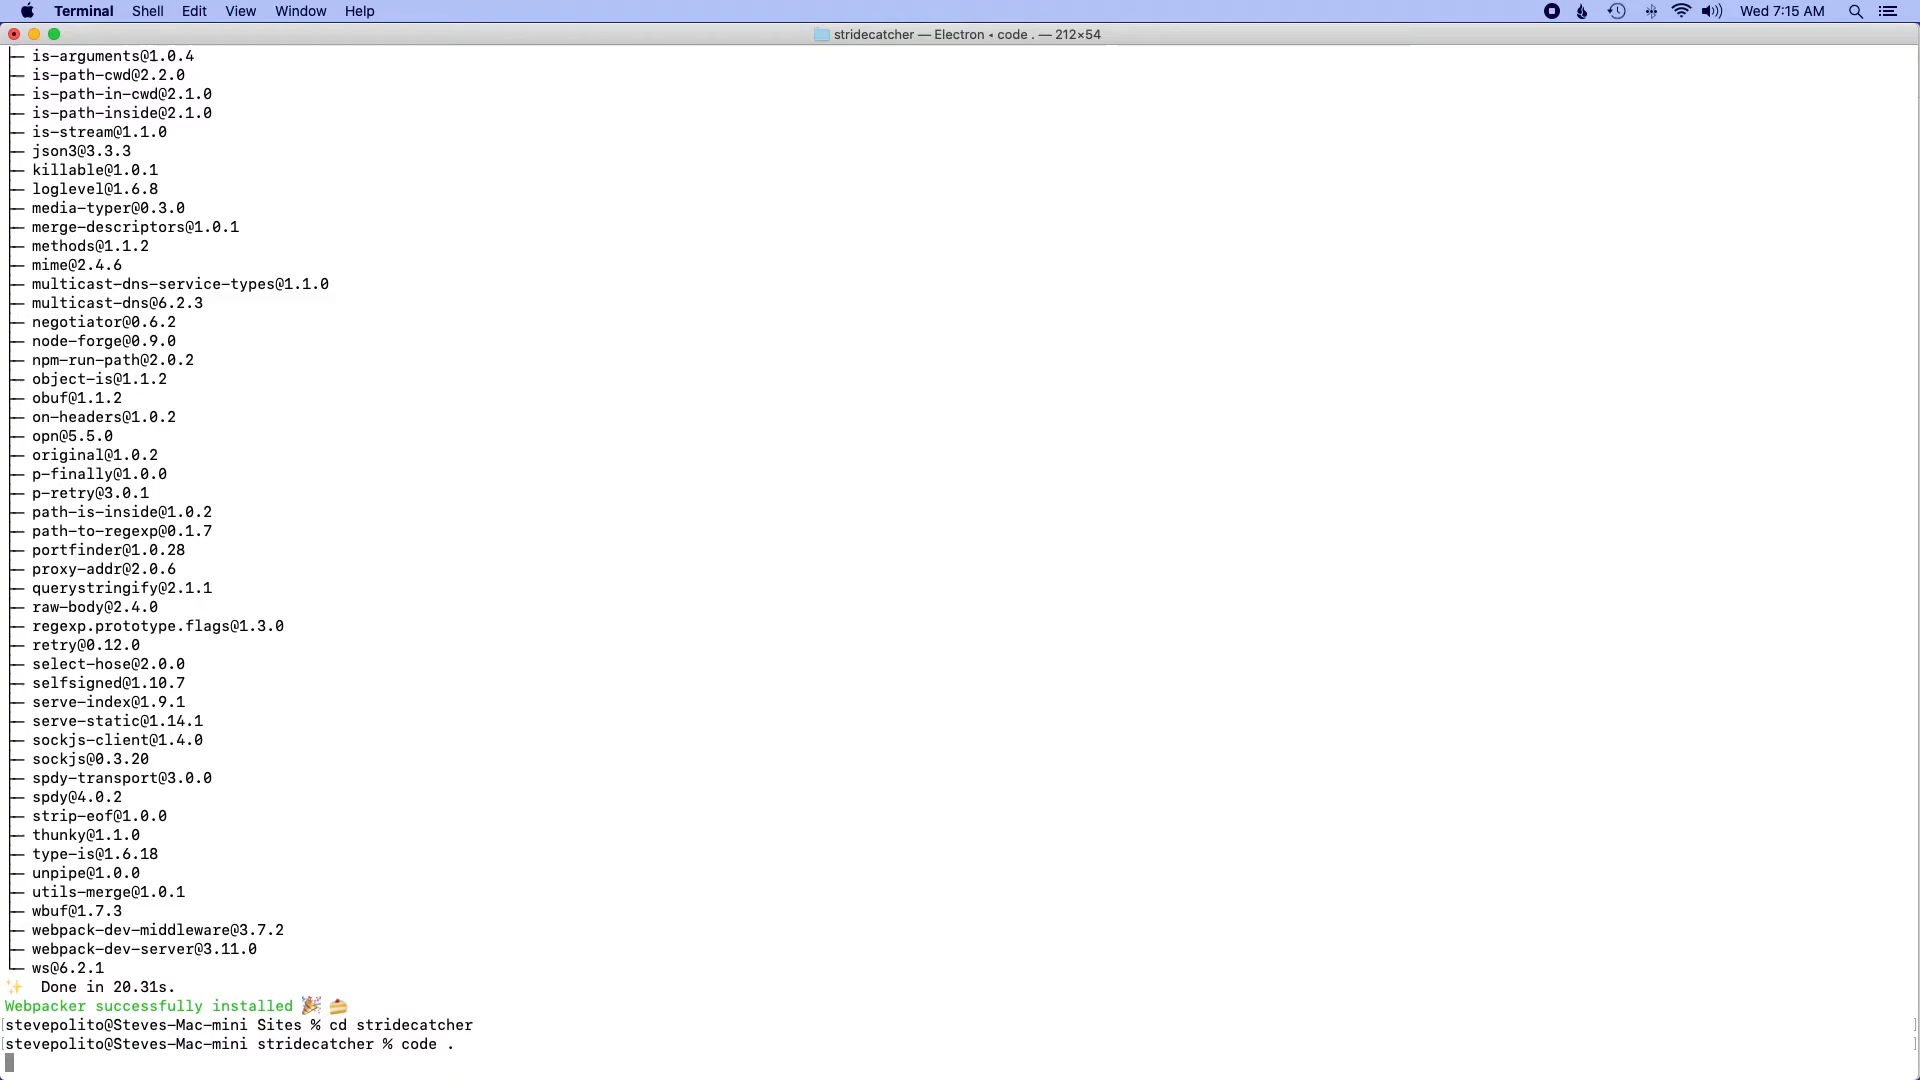 Terminal Shell Edit View Window Help Wed 7:15 AM
stridecatcher — Electron ◂ code . — 212×54
├─ is-arguments@1.0.4
├─ is-path-cwd@2.2.0
├─ is-path-in-cwd@2.1.0
├─ is-path-inside@2.1.0
├─ is-stream@1.1.0
├─ json3@3.3.3
├─ killable@1.0.1
├─ loglevel@1.6.8
├─ media-typer@0.3.0
├─ merge-descriptors@1.0.1
├─ methods@1.1.2
├─ mime@2.4.6
├─ multicast-dns-service-types@1.1.0
├─ multicast-dns@6.2.3
├─ negotiator@0.6.2
├─ node-forge@0.9.0
├─ npm-run-path@2.0.2
├─ object-is@1.1.2
├─ obuf@1.1.2
├─ on-headers@1.0.2
├─ opn@5.5.0
├─ original@1.0.2
├─ p-finally@1.0.0
├─ p-retry@3.0.1
├─ path-is-inside@1.0.2
├─ path-to-regexp@0.1.7
├─ portfinder@1.0.28
├─ proxy-addr@2.0.6
├─ querystringify@2.1.1
├─ raw-body@2.4.0
├─ regexp.prototype.flags@1.3.0
├─ retry@0.12.0
├─ select-hose@2.0.0
├─ selfsigned@1.10.7
├─ serve-index@1.9.1
├─ serve-static@1.14.1
├─ sockjs-client@1.4.0
├─ sockjs@0.3.20
├─ spdy-transport@3.0.0
├─ spdy@4.0.2
├─ strip-eof@1.0.0
├─ thunky@1.1.0
├─ type-is@1.6.18
├─ unpipe@1.0.0
├─ utils-merge@1.0.1
├─ wbuf@1.7.3
├─ webpack-dev-middleware@3.7.2
├─ webpack-dev-server@3.11.0
└─ ws@6.2.1
✨ Done in 20.31s.
Webpacker successfully installed 🎉 🍰
[stevepolito@Steves-Mac-mini Sites % cd stridecatcher ]
[stevepolito@Steves-Mac-mini stridecatcher % code . ]